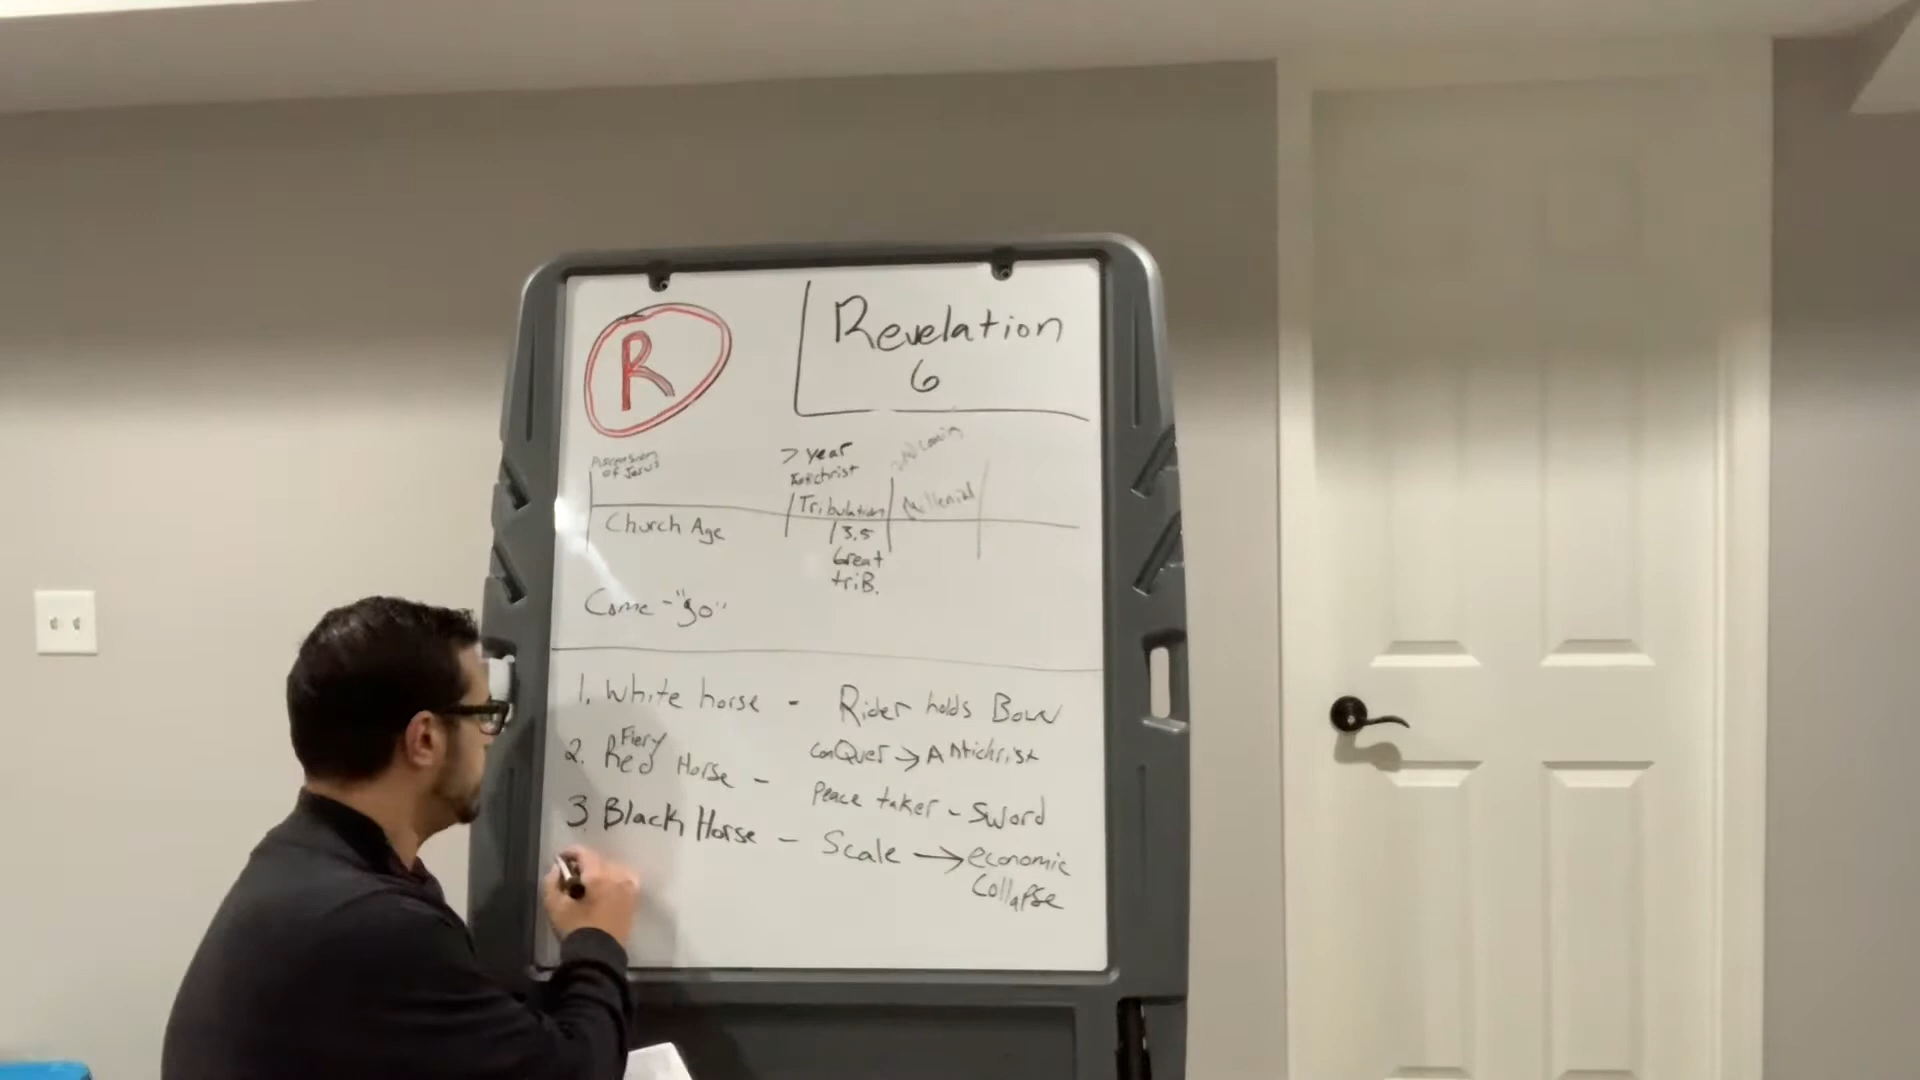 R
Revelation
6
Ascension
of Jesus
7 year
Antichrist
2nd coming
Tribulation
Millenial
Church Age
3.5
Great
triB.
Come - "go"
1. White horse - Rider holds Bow
conQuer → Antichrist
2. Fiery Red Horse - Peace taker - Sword
3. Black Horse - Scale → economic
Collapse